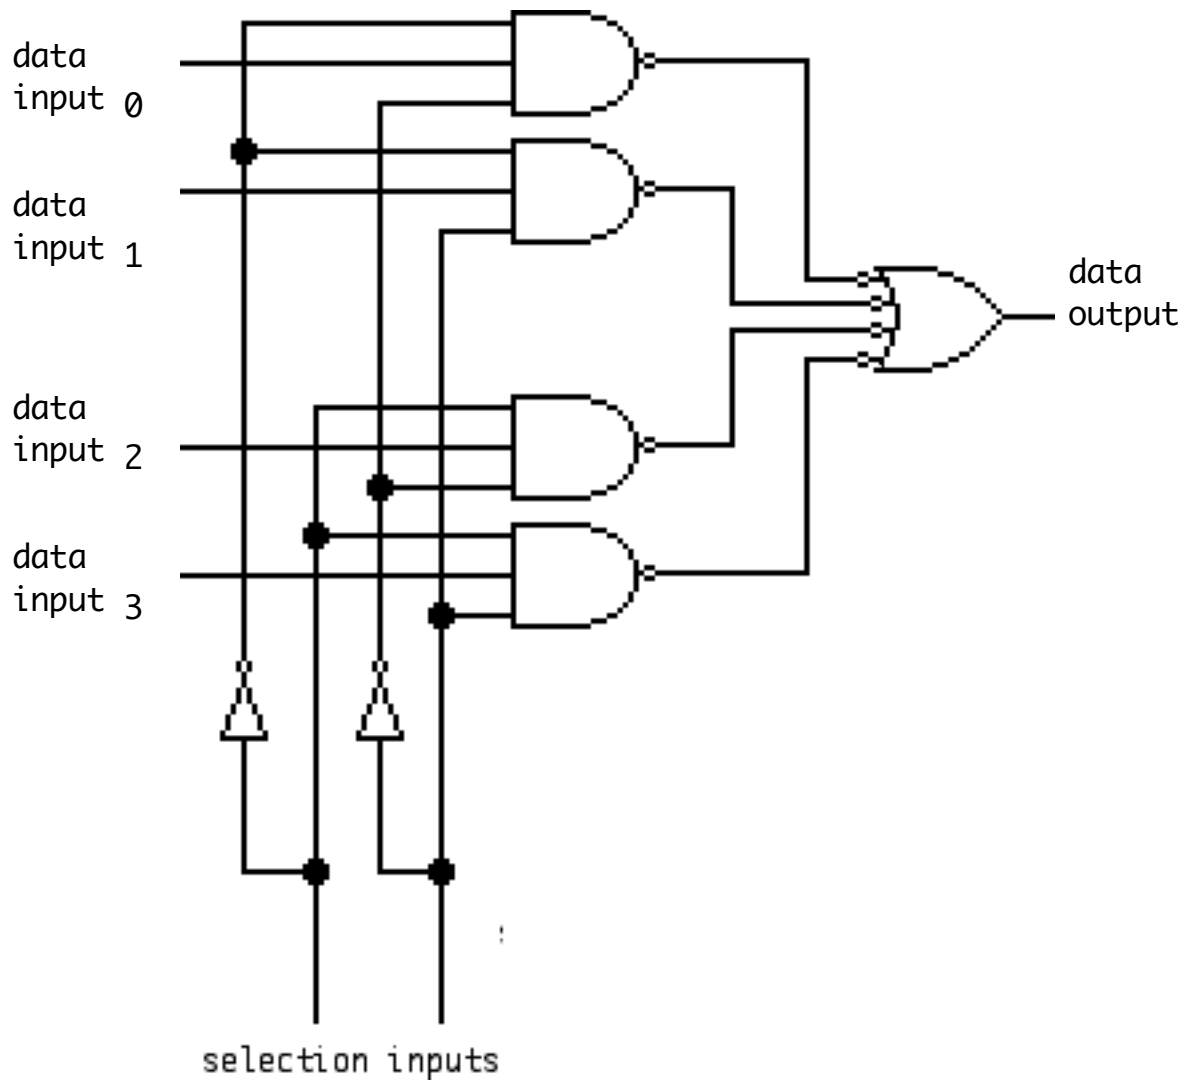 data
input 0
data
input 1
data
output
data
input 2
data
input 3
selection inputs